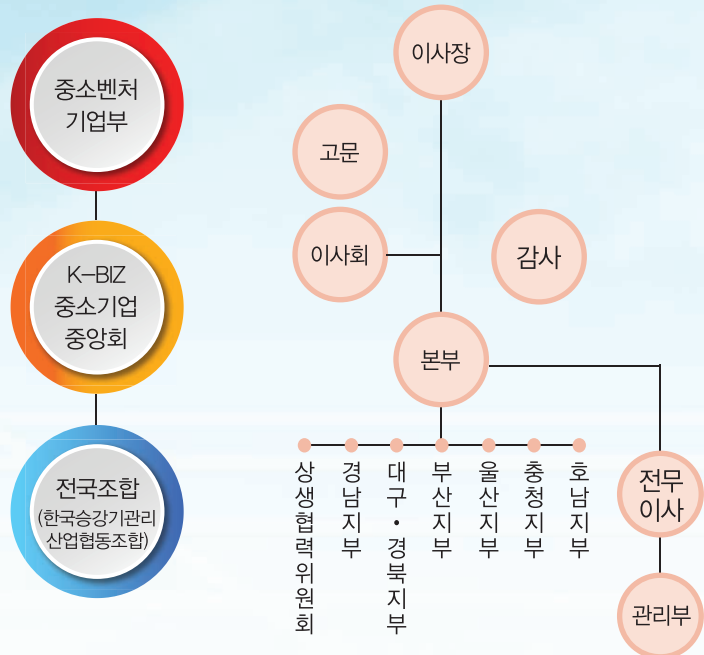 중소벤처
기업부
K-BIZ
중소기업
중앙회
전국조합
(한국승강기관리
산업협동조합)
이사장
고문
이사회
감사
본부
상생협력위원회
경남지부
대구·경북지부
부산지부
울산지부
충청지부
호남지부
전무
이사
관리부